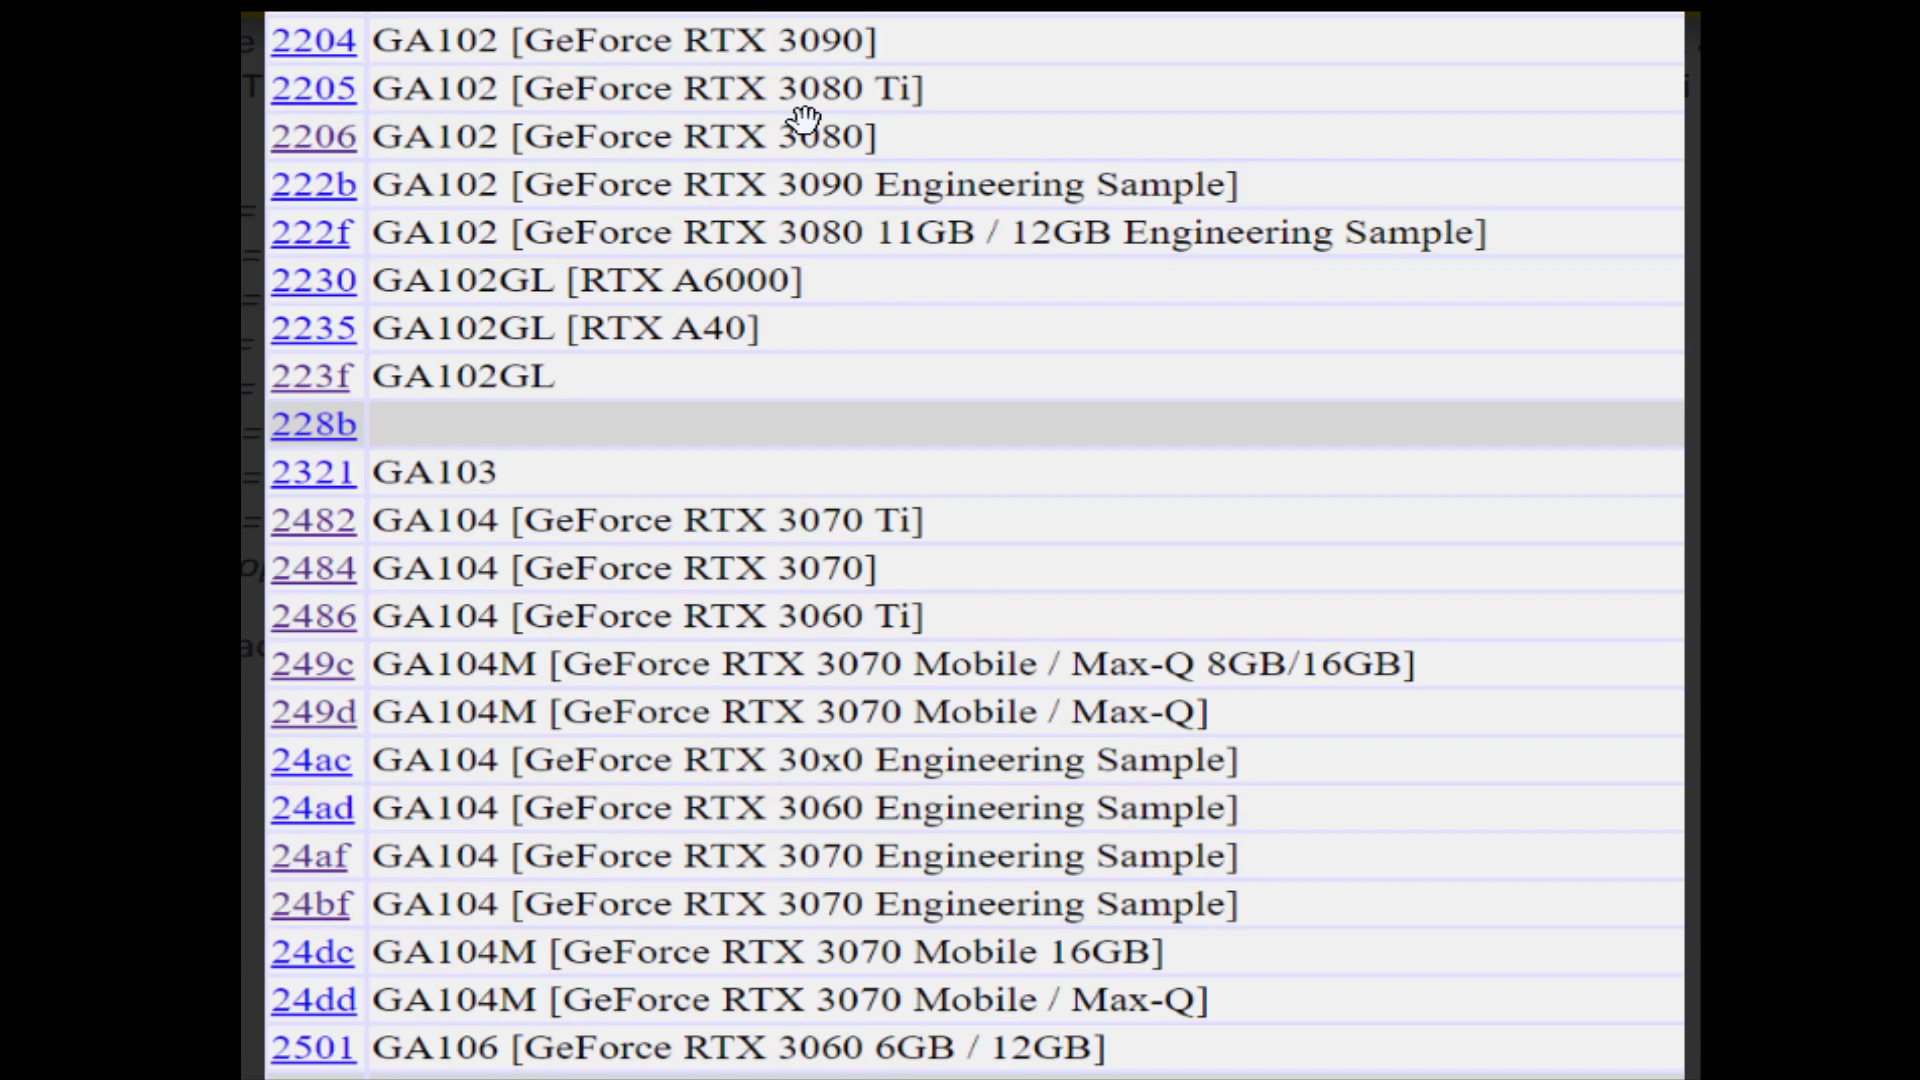 2204 GA102 [GeForce RTX 3090]
2205 GA102 [GeForce RTX 3080 Ti]
2206 GA102 [GeForce RTX 3080]
222b GA102 [GeForce RTX 3090 Engineering Sample]
222f GA102 [GeForce RTX 3080 11GB / 12GB Engineering Sample]
2230 GA102GL [RTX A6000]
2235 GA102GL [RTX A40]
223f GA102GL
228b
2321 GA103
2482 GA104 [GeForce RTX 3070 Ti]
2484 GA104 [GeForce RTX 3070]
2486 GA104 [GeForce RTX 3060 Ti]
249c GA104M [GeForce RTX 3070 Mobile / Max-Q 8GB/16GB]
249d GA104M [GeForce RTX 3070 Mobile / Max-Q]
24ac GA104 [GeForce RTX 30x0 Engineering Sample]
24ad GA104 [GeForce RTX 3060 Engineering Sample]
24af GA104 [GeForce RTX 3070 Engineering Sample]
24bf GA104 [GeForce RTX 3070 Engineering Sample]
24dc GA104M [GeForce RTX 3070 Mobile 16GB]
24dd GA104M [GeForce RTX 3070 Mobile / Max-Q]
2501 GA106 [GeForce RTX 3060 6GB / 12GB]